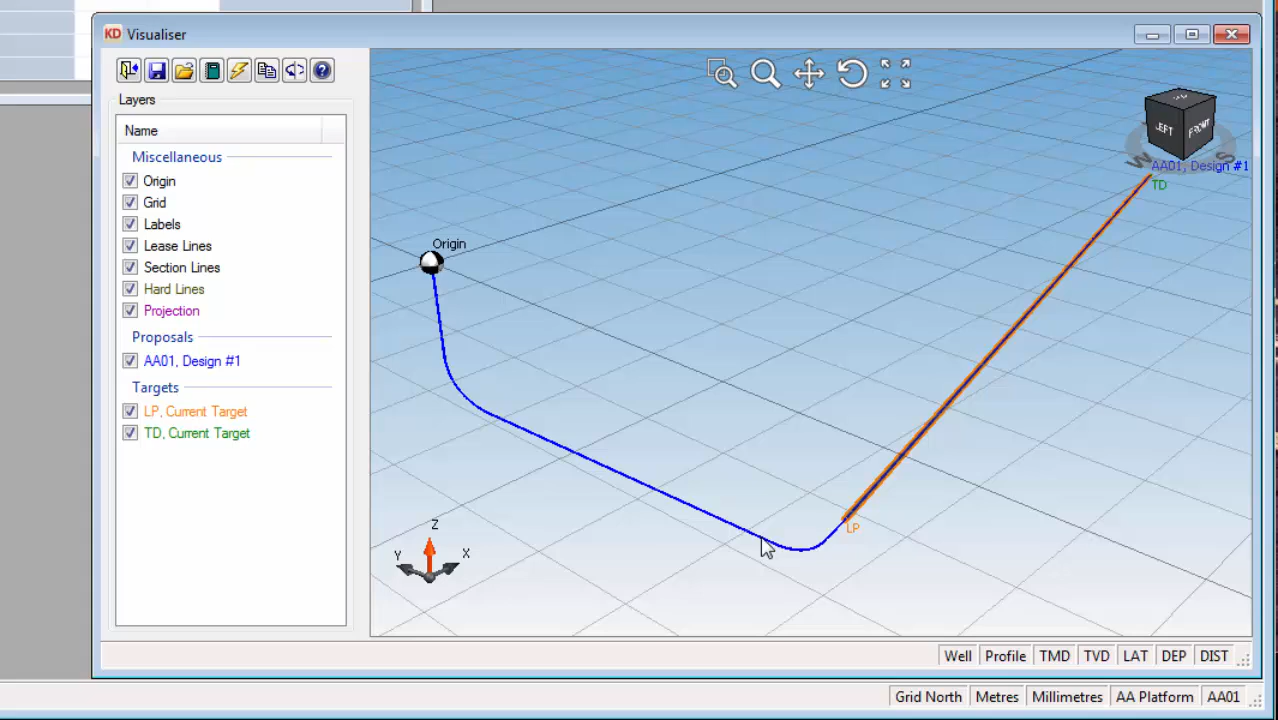 KD Visualiser
Layers
Name
Miscellaneous
Origin
Grid
Labels
Lease Lines
Section Lines
Hard Lines
Projection
Proposals
AA01, Design #1
Targets
LP, Current Target
TD, Current Target
LEFT
FRONT
W
S
AA01, Design #1
TD
Origin
LP
Z
Y
X
Well Profile TMD TVD LAT DEP DIST
Grid North Metres Millimetres AA Platform AA01